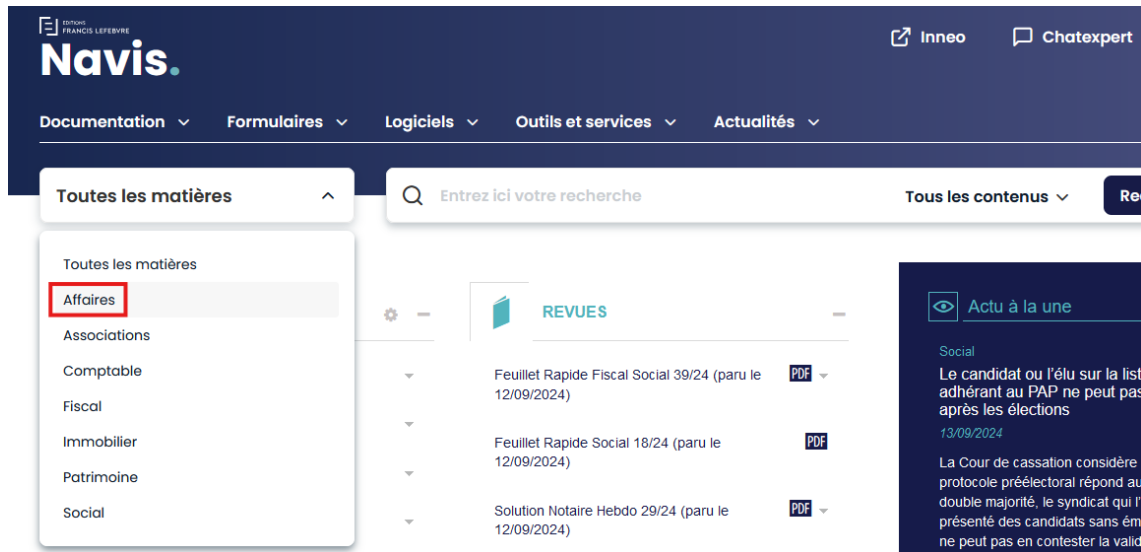 EDITIONS
FRANCIS LEFEBVRE
Navis.
Inneo
Chatexpert
Documentation
Formulaires
Logiciels
Outils et services
Actualités
Toutes les matières
Entrez ici votre recherche
Tous les contenus
Toutes les matières
Affaires
Associations
Comptable
Fiscal
Immobilier
Patrimoine
Social
REVUES
Feuillet Rapide Fiscal Social 39/24 (paru le
12/09/2024)
PDF
Feuillet Rapide Social 18/24 (paru le
12/09/2024)
PDF
Solution Notaire Hebdo 29/24 (paru le
12/09/2024)
PDF
Actu à la une
Social
Le candidat ou l'élu sur la
adhérant au PAP ne peut pas
après les élections
13/09/2024
La Cour de cassation considère
protocole préélectoral répond
double majorité, le syndicat qui
présenté des candidats sans
ne peut pas en contester la